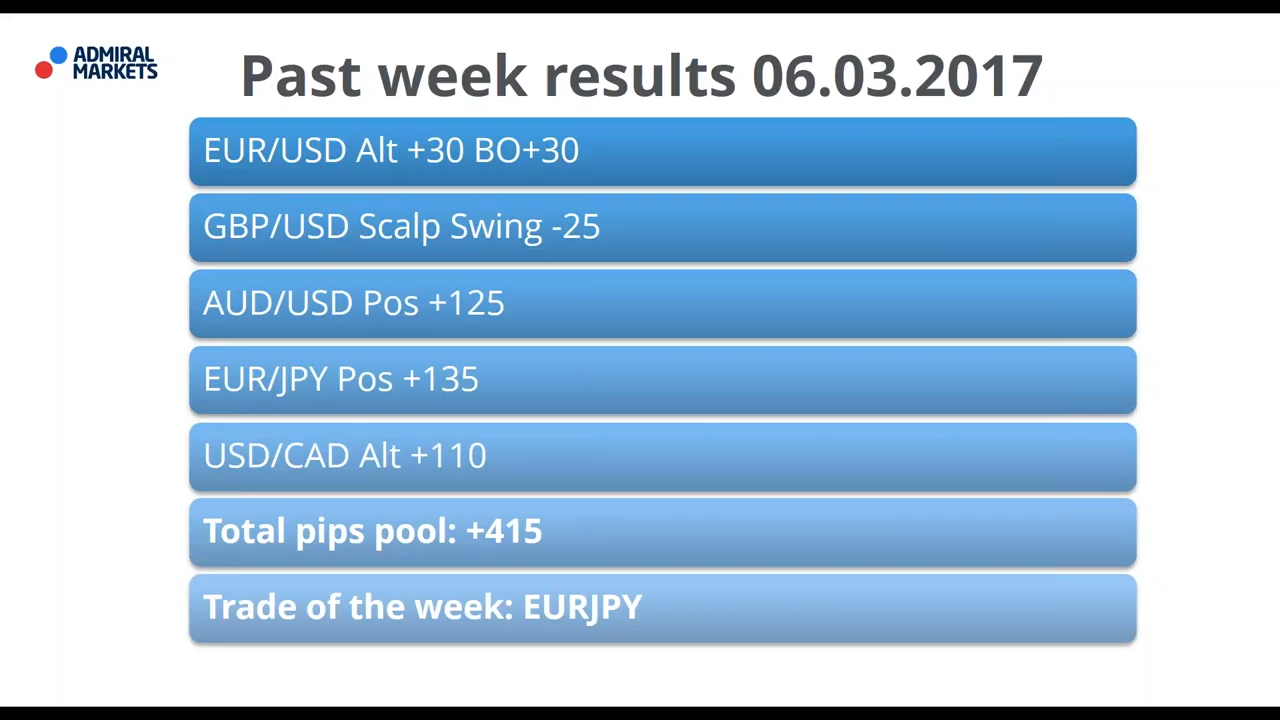 ADMIRAL
MARKETS
Past week results 06.03.2017
EUR/USD Alt +30 BO+30
GBP/USD Scalp Swing -25
AUD/USD Pos +125
EUR/JPY Pos +135
USD/CAD Alt +110
Total pips pool: +415
Trade of the week: EURJPY